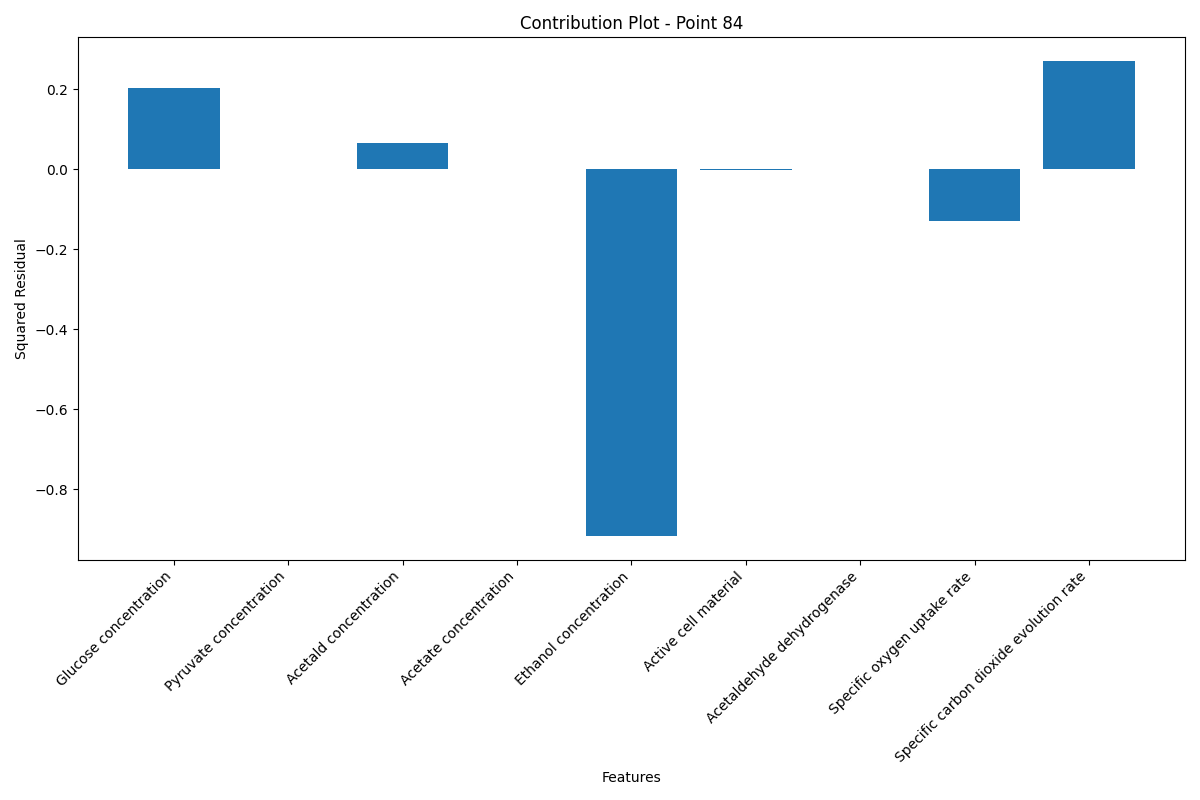 Contribution Plot - Point 84
Squared Residual
0.2
0.0
−0.2
−0.4
−0.6
−0.8
Glucose concentration
Pyruvate concentration
Acetald concentration
Acetate concentration
Ethanol concentration
Active cell material
Acetaldehyde dehydrogenase
Specific oxygen uptake rate
Specific carbon dioxide evolution rate
Features